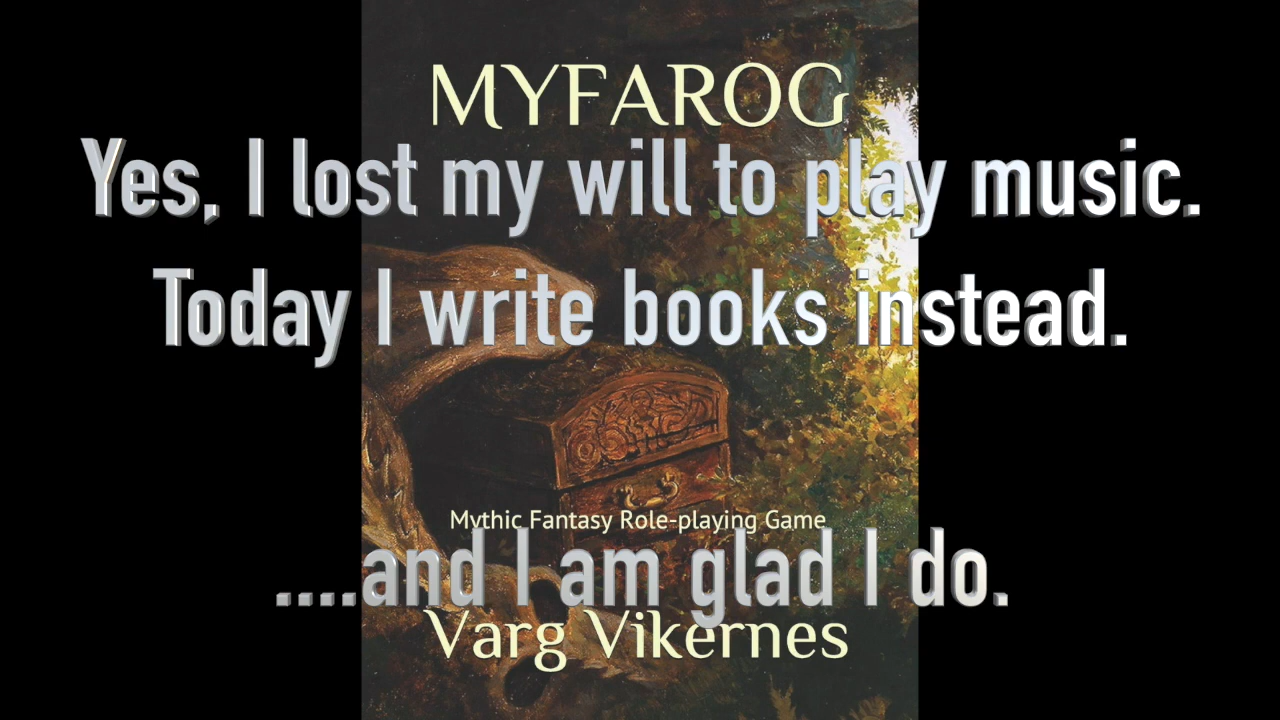 MYFAROG
Yes, I lost my will to play music.
Today I write books instead.
Mythic Fantasy Role-playing Game
....and I am glad I do.
Varg Vikernes